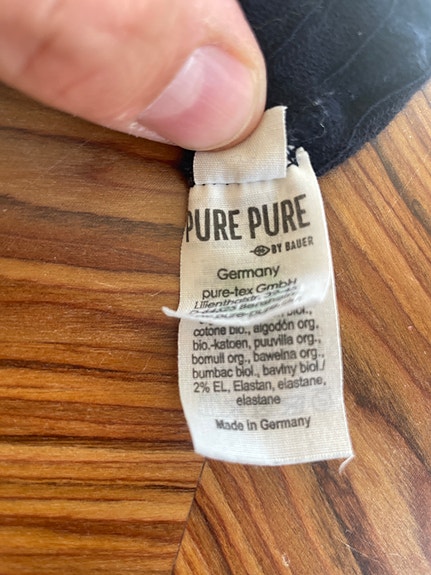 PURE PURE
BY BAUER
Germany
pure-tex GmbH
Lilienthalstr.
cotone bio., algodón org,
bio.-katoen, puuvilla org.,
bomull org., bawełna org.,
bumbac biol., bavlny biol./
2% EL, Elastan, elastane,
elastane
Made in Germany